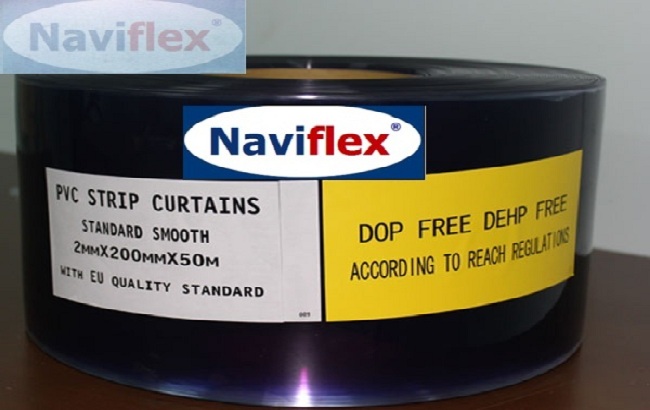 Naviflex®
Naviflex®
PVC STRIP CURTAINS
STANDARD SMOOTH
2MMX200MMX50M
WITH EU QUALITY STANDARD
DOP FREE DEHP FREE
ACCORDING TO REACH REGULATIONS